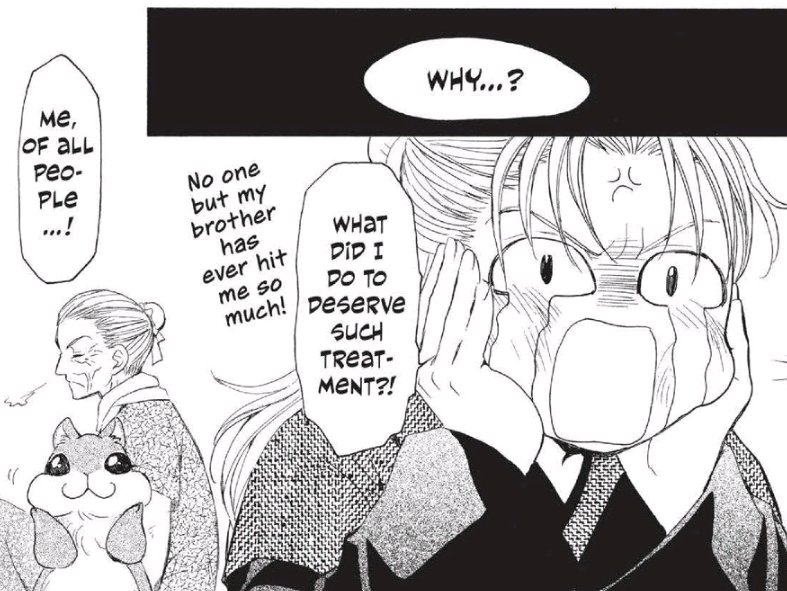 WHY...?
WHAT
DID I
DO TO
DESERVE
SUCH
TREAT-
MENT?!
No one
but my
brother
has
ever hit
me so
much!
ME,
OF ALL
PEO-
PLE
...!